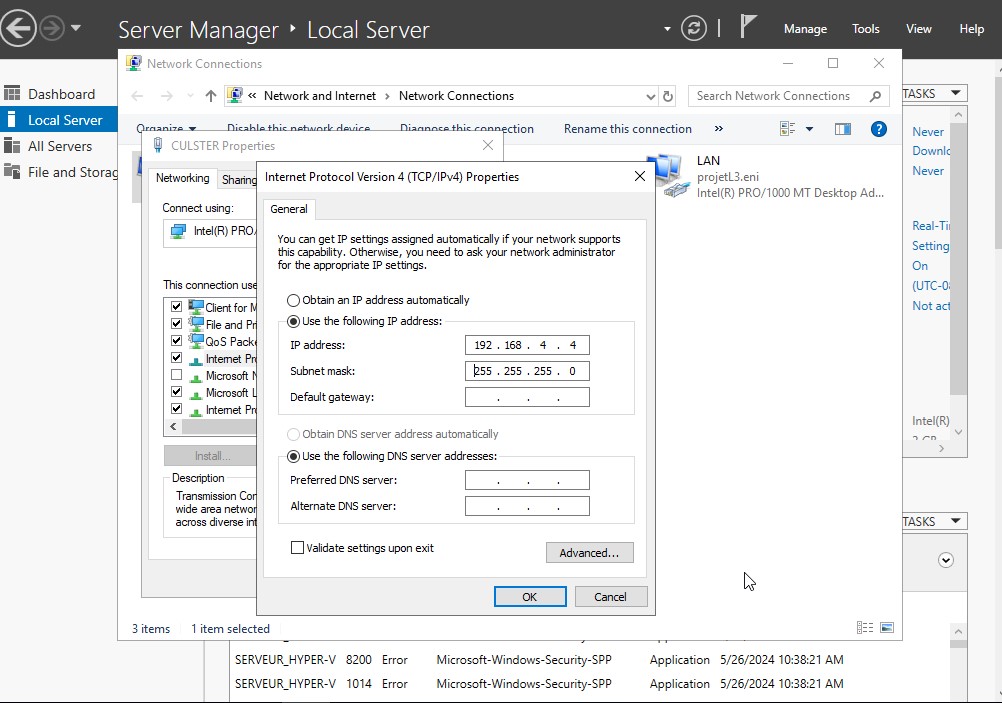 Server Manager ‣ Local Server
Manage Tools View Help
Network Connections
« Network and Internet › Network Connections
Search Network Connections
Organize Disable this network device Diagnose this connection Rename this connection »
Dashboard
Local Server
All Servers
File and Storag
TASKS
Never
Downlo
Never
Real-Ti
Setting
On
(UTC-08
Not act
Intel(R)
LAN
projetL3.eni
Intel(R) PRO/1000 MT Desktop Ad...
CULSTER Properties
Networking Sharing
Connect using:
Intel(R) PRO/
This connection use
Client for M
File and Pr
QoS Packe
Internet Pr
Microsoft N
Microsoft L
Internet Pr
Install...
Description
Transmission Con
wide area networ
across diverse int
Internet Protocol Version 4 (TCP/IPv4) Properties
General
You can get IP settings assigned automatically if your network supports
this capability. Otherwise, you need to ask your network administrator
for the appropriate IP settings.
Obtain an IP address automatically
Use the following IP address:
IP address: 192 . 168 . 4 . 4
Subnet mask: 255 . 255 . 255 . 0
Default gateway: . . .
Obtain DNS server address automatically
Use the following DNS server addresses:
Preferred DNS server: . . .
Alternate DNS server: . . .
Validate settings upon exit
Advanced...
OK Cancel
3 items 1 item selected
TASKS
SERVEUR_HYPER-V 8200 Error Microsoft-Windows-Security-SPP Application 5/26/2024 10:38:21 AM
SERVEUR_HYPER-V 1014 Error Microsoft-Windows-Security-SPP Application 5/26/2024 10:38:21 AM